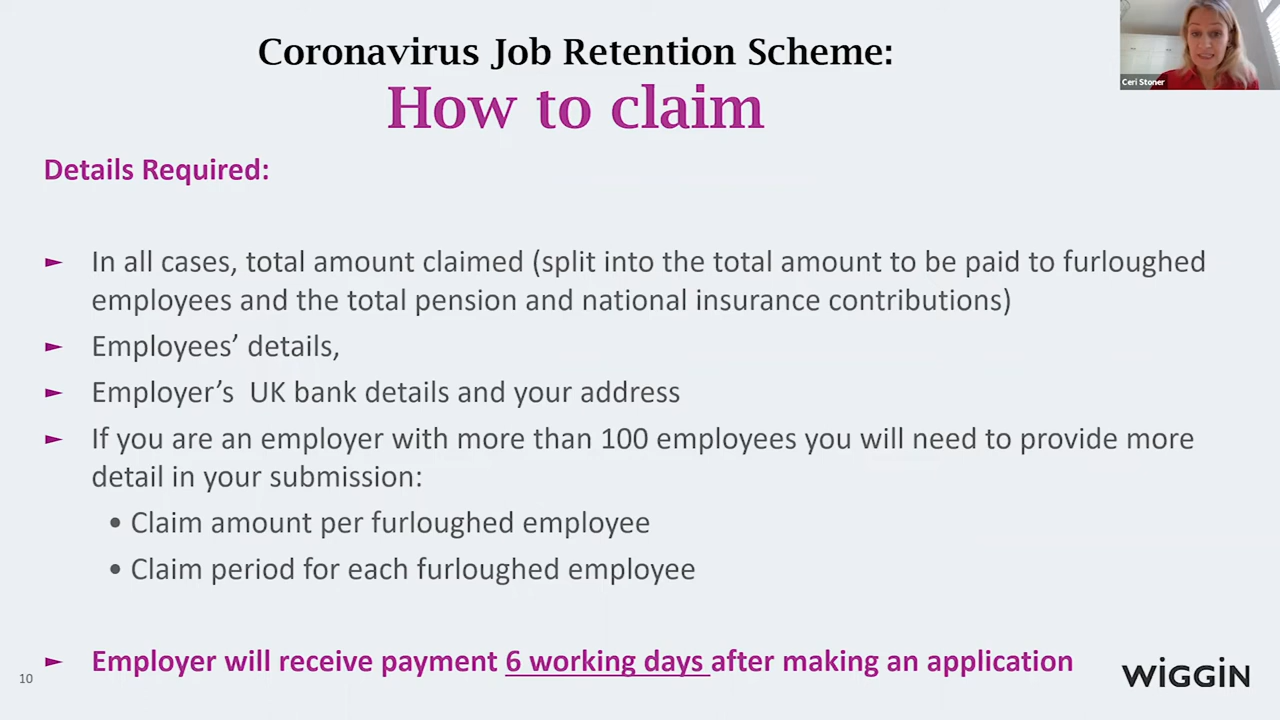 Coronavirus Job Retention Scheme:
How to claim
Ceri Stoner
Details Required:
► In all cases, total amount claimed (split into the total amount to be paid to furloughed
employees and the total pension and national insurance contributions)
► Employees’ details,
► Employer’s UK bank details and your address
► If you are an employer with more than 100 employees you will need to provide more
detail in your submission:
• Claim amount per furloughed employee
• Claim period for each furloughed employee
► Employer will receive payment 6 working days after making an application
10
WIGGIN